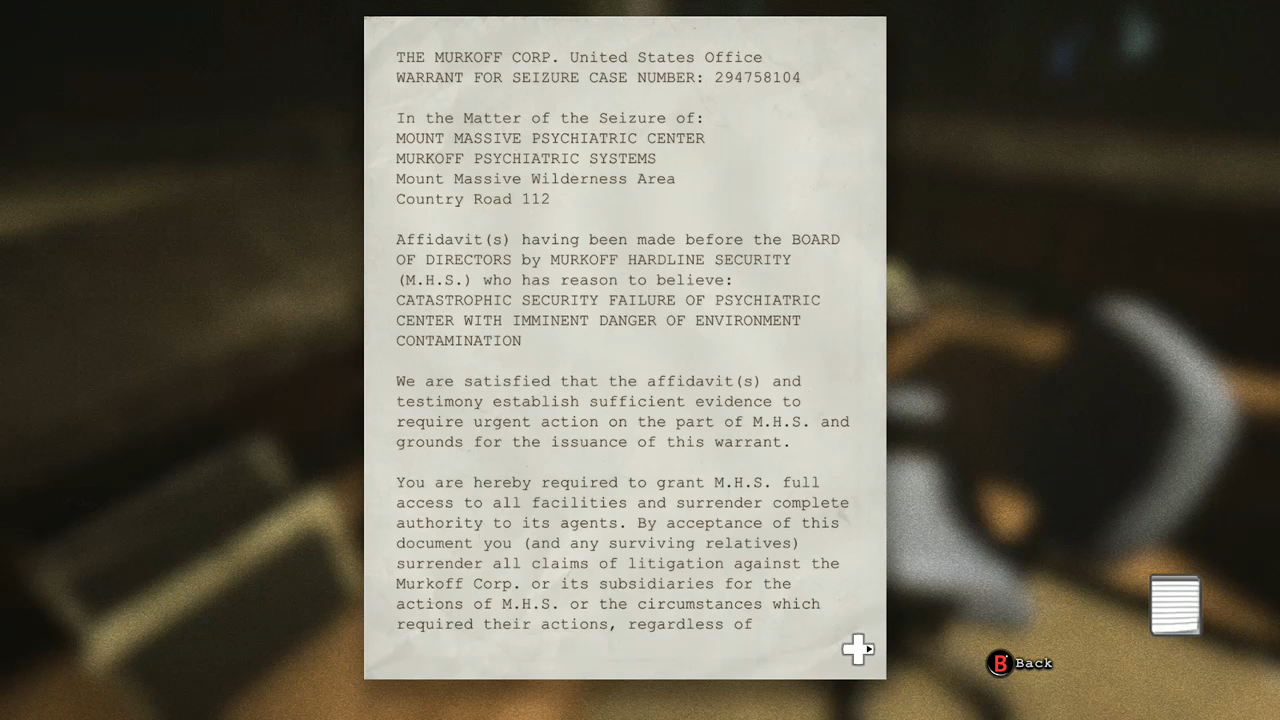 THE MURKOFF CORP. United States Office
WARRANT FOR SEIZURE CASE NUMBER: 294758104
In the Matter of the Seizure of:
MOUNT MASSIVE PSYCHIATRIC CENTER
MURKOFF PSYCHIATRIC SYSTEMS
Mount Massive Wilderness Area
Country Road 112
Affidavit(s) having been made before the BOARD
OF DIRECTORS by MURKOFF HARDLINE SECURITY
(M.H.S.) who has reason to believe:
CATASTROPHIC SECURITY FAILURE OF PSYCHIATRIC
CENTER WITH IMMINENT DANGER OF ENVIRONMENT
CONTAMINATION
We are satisfied that the affidavit(s) and
testimony establish sufficient evidence to
require urgent action on the part of M.H.S. and
grounds for the issuance of this warrant.
You are hereby required to grant M.H.S. full
access to all facilities and surrender complete
authority to its agents. By acceptance of this
document you (and any surviving relatives)
surrender all claims of litigation against the
Murkoff Corp. or its subsidiaries for the
actions of M.H.S. or the circumstances which
required their actions, regardless of
B Back